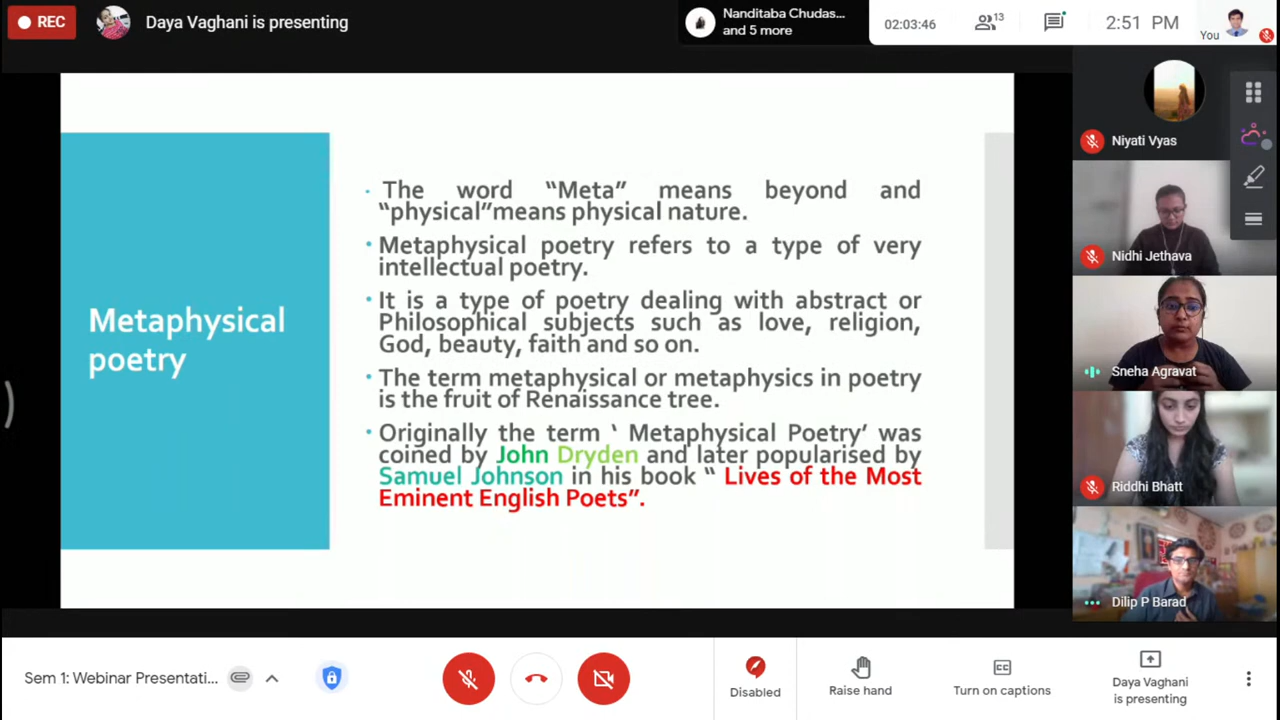 REC
Daya Vaghani is presenting
Nanditaba Chudas...
and 5 more
02:03:46
13
2:51 PM
You
Metaphysical
poetry
• The word “Meta” means beyond and
“physical”means physical nature.
• Metaphysical poetry refers to a type of very
intellectual poetry.
• It is a type of poetry dealing with abstract or
Philosophical subjects such as love, religion,
God, beauty, faith and so on.
• The term metaphysical or metaphysics in poetry
is the fruit of Renaissance tree.
• Originally the term ‘ Metaphysical Poetry’ was
coined by John Dryden and later popularised by
Samuel Johnson in his book “ Lives of the Most
Eminent English Poets”.
Niyati Vyas
Nidhi Jethava
Sneha Agravat
Riddhi Bhatt
Dilip P Barad
Sem 1: Webinar Presentati...
Disabled
Raise hand
CC
Turn on captions
Daya Vaghani
is presenting